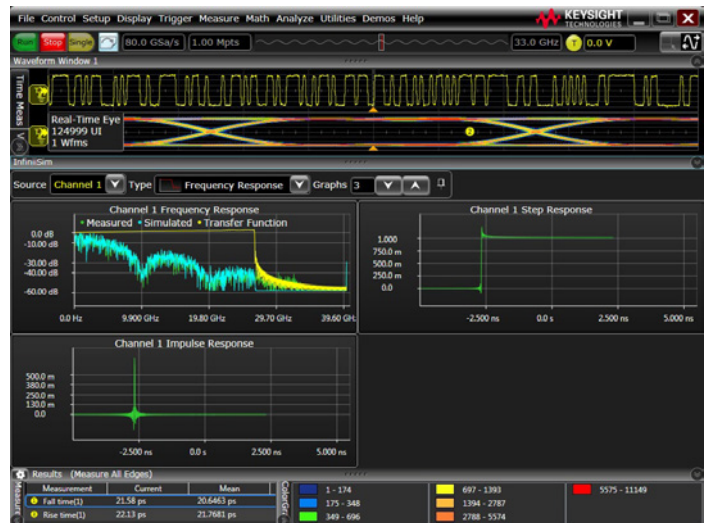 File Control Setup Display Trigger Measure Math Analyze Utilities Demos Help
KEYSIGHT TECHNOLOGIES
Run Stop Single 80.0 GSa/s 1.00 Mpts 33.0 GHz T 0.0 V
Waveform Window 1
Time Meas
Real-Time Eye
124999 UI
1 Wfms
2
InfiniiSim
Source Channel 1 Type Frequency Response Graphs 3
Channel 1 Frequency Response
Measured Simulated Transfer Function
0.0 dB
-10.00 dB
-30.00 dB
-40.00 dB
-60.00 dB
0.0 Hz 9.900 GHz 19.80 GHz 29.70 GHz 39.60 GHz
Channel 1 Step Response
1.000
750.0 m
500.0 m
250.0 m
0.0
-2.500 ns 0.0 s 2.500 ns 5.000 ns
Channel 1 Impulse Response
500.0 m
380.0 m
250.0 m
130.0 m
0.0
-2.500 ns 0.0 s 2.500 ns 5.000 ns
Results (Measure All Edges)
Measurement Current Mean
Fall time(1) 21.58 ps 20.6463 ps
Rise time(1) 22.13 ps 21.7681 ps
1 - 174
175 - 348
349 - 696
697 - 1393
1394 - 2787
2788 - 5574
5575 - 11149